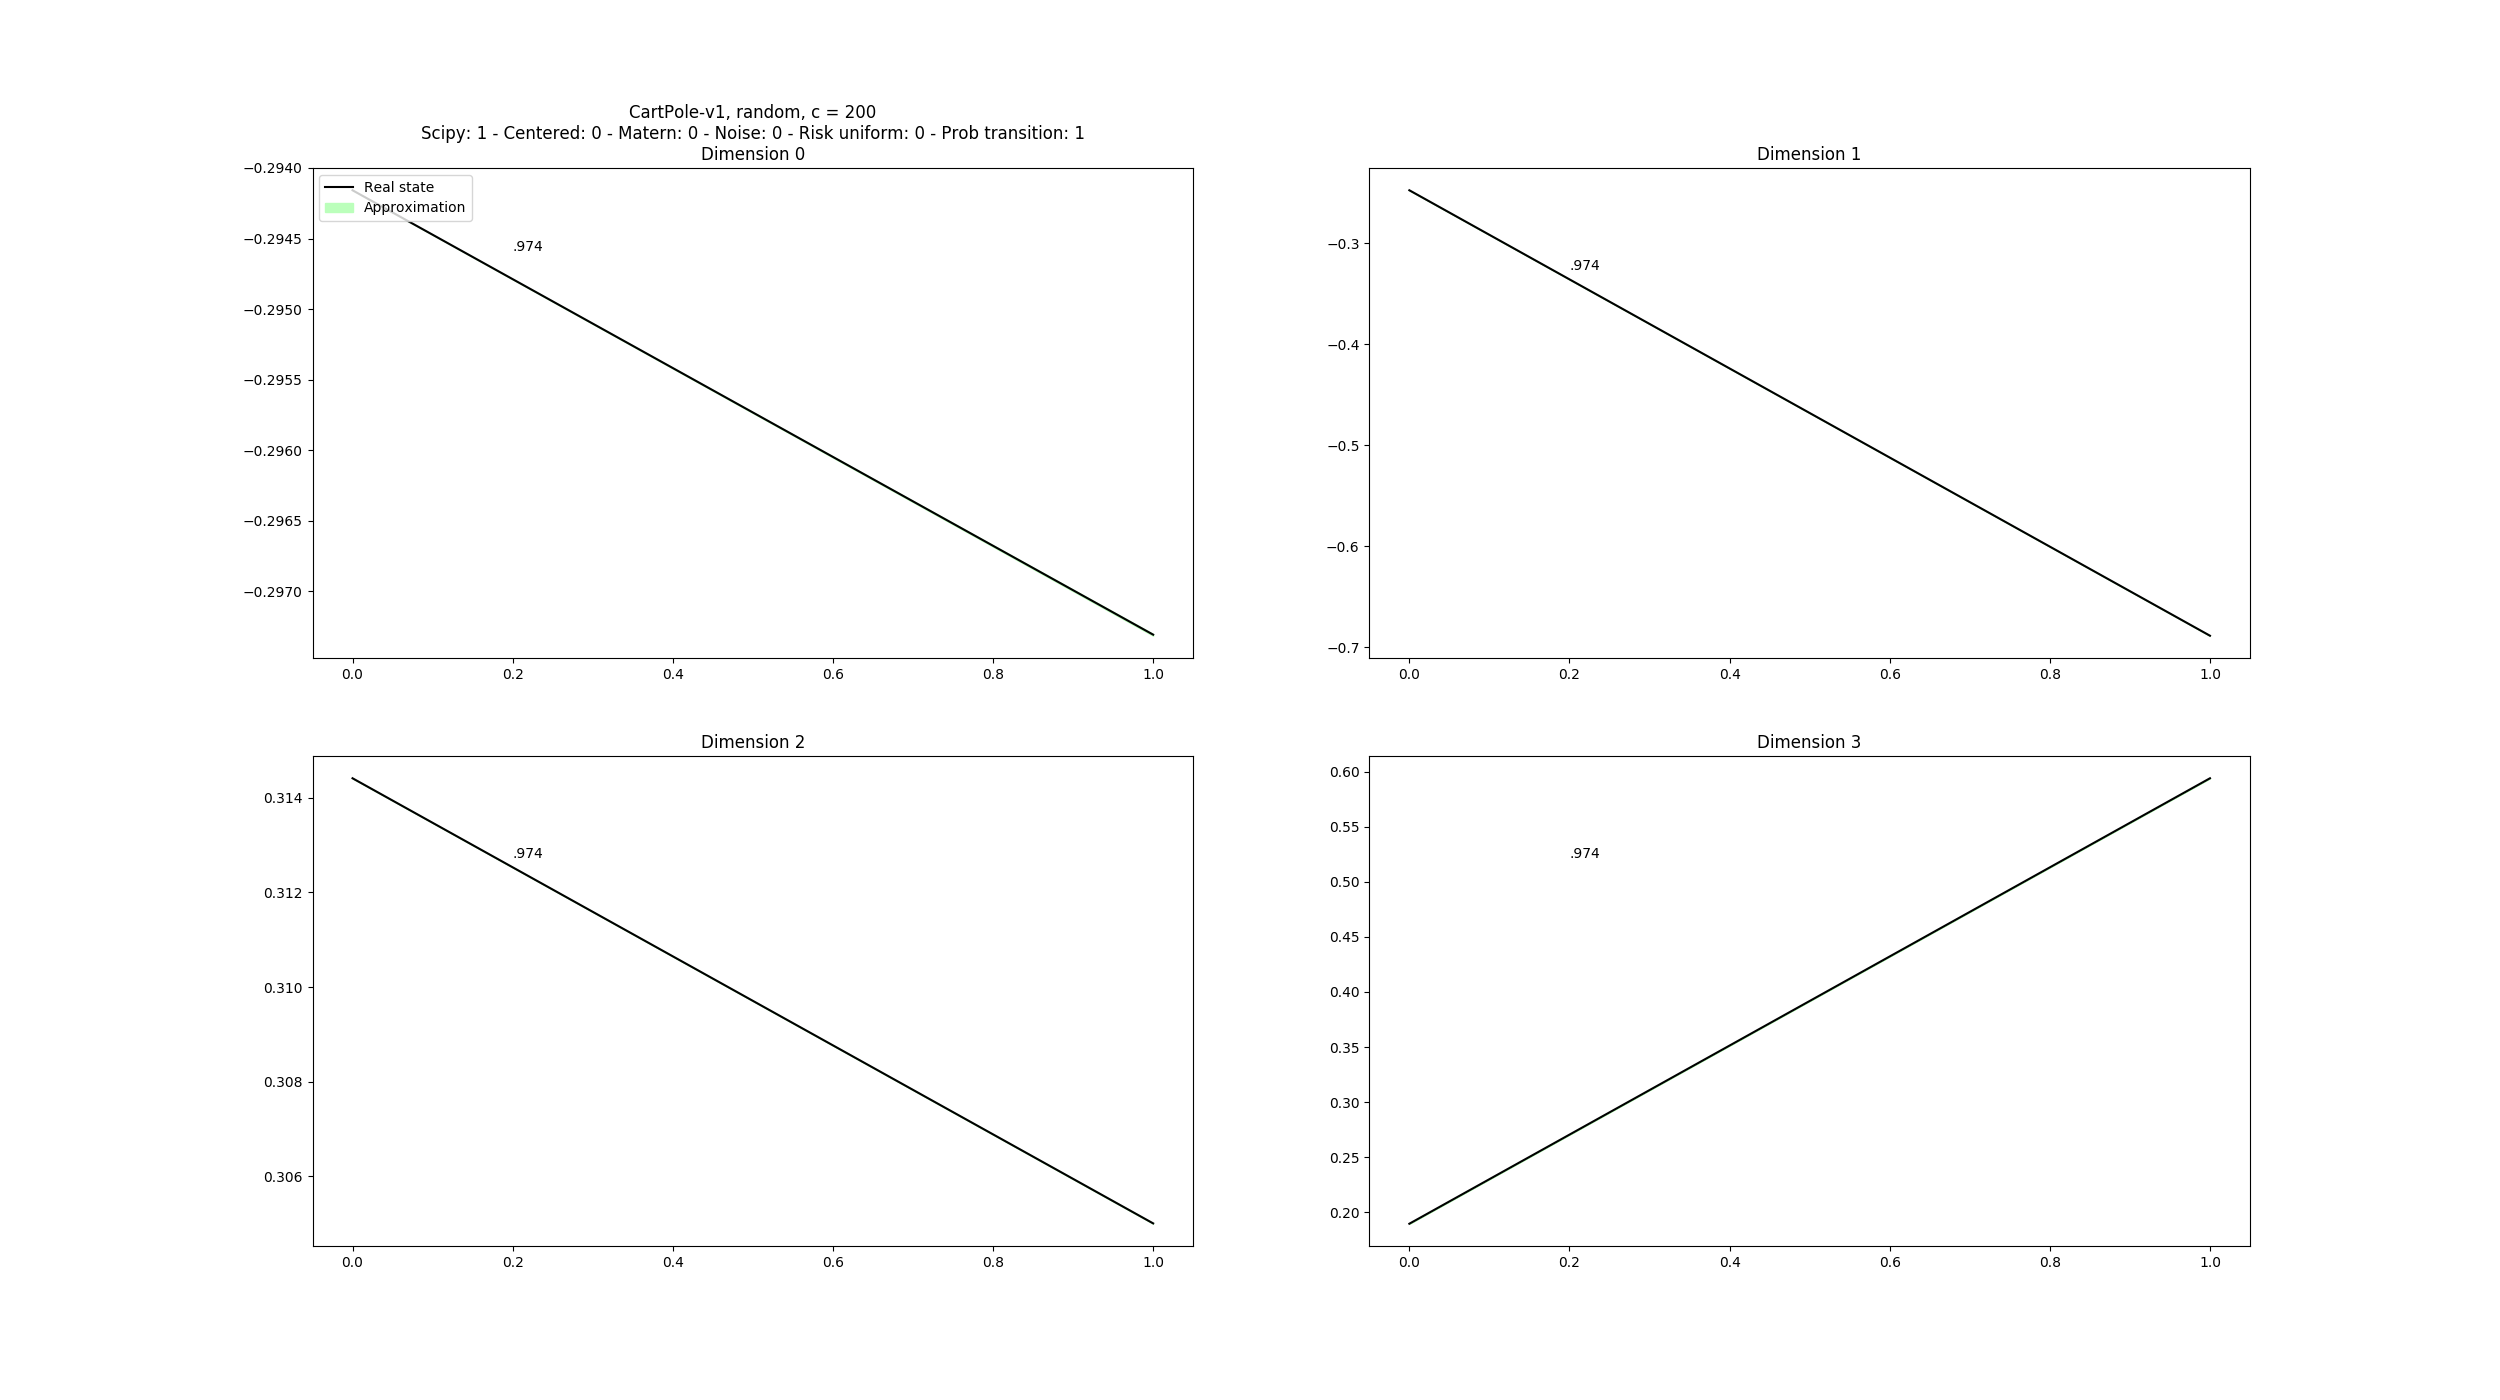 CartPole-v1, random, c = 200
Scipy: 1 - Centered: 0 - Matern: 0 - Noise: 0 - Risk uniform: 0 - Prob transition: 1
Dimension 0
−0.2940
−0.2945
−0.2950
−0.2955
−0.2960
−0.2965
−0.2970
Real state
Approximation
.974
0.0 0.2 0.4 0.6 0.8 1.0
Dimension 1
−0.3
−0.4
−0.5
−0.6
−0.7
.974
0.0 0.2 0.4 0.6 0.8 1.0
Dimension 2
0.314
0.312
0.310
0.308
0.306
.974
0.0 0.2 0.4 0.6 0.8 1.0
Dimension 3
0.60
0.55
0.50
0.45
0.40
0.35
0.30
0.25
0.20
.974
0.0 0.2 0.4 0.6 0.8 1.0